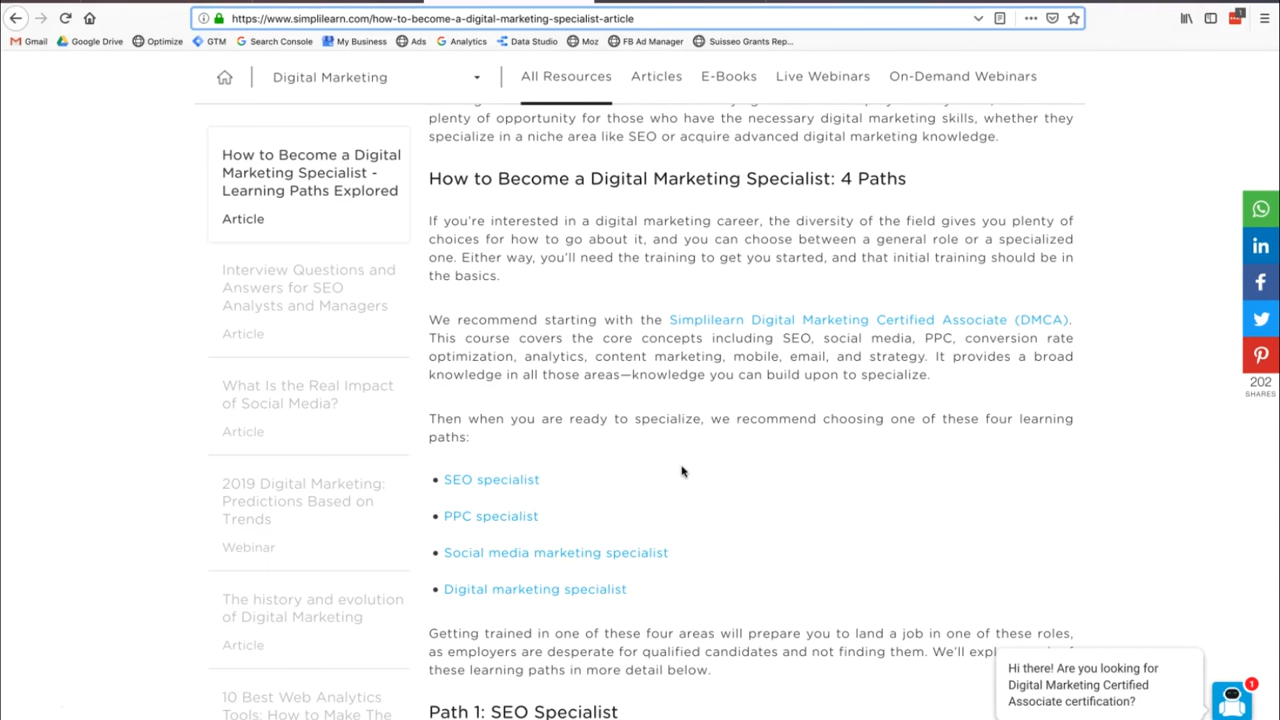 https://www.simplilearn.com/how-to-become-a-digital-marketing-specialist-article
Gmail Google Drive Optimize GTM Search Console My Business Ads Analytics Data Studio Moz FB Ad Manager Suisseo Grants Rep...
Digital Marketing All Resources Articles E-Books Live Webinars On-Demand Webinars
How to Become a Digital
Marketing Specialist -
Learning Paths Explored
Article
Interview Questions and
Answers for SEO
Analysts and Managers
Article
What Is the Real Impact
of Social Media?
Article
2019 Digital Marketing:
Predictions Based on
Trends
Webinar
The history and evolution
of Digital Marketing
Article
10 Best Web Analytics
Tools: How to Make The
plenty of opportunity for those who have the necessary digital marketing skills, whether they
specialize in a niche area like SEO or acquire advanced digital marketing knowledge.
How to Become a Digital Marketing Specialist: 4 Paths
If you're interested in a digital marketing career, the diversity of the field gives you plenty of
choices for how to go about it, and you can choose between a general role or a specialized
one. Either way, you'll need the training to get you started, and that initial training should be in
the basics.
We recommend starting with the Simplilearn Digital Marketing Certified Associate (DMCA).
This course covers the core concepts including SEO, social media, PPC, conversion rate
optimization, analytics, content marketing, mobile, email, and strategy. It provides a broad
knowledge in all those areas—knowledge you can build upon to specialize.
Then when you are ready to specialize, we recommend choosing one of these four learning
paths:
• SEO specialist
• PPC specialist
• Social media marketing specialist
• Digital marketing specialist
Getting trained in one of these four areas will prepare you to land a job in one of these roles,
as employers are desperate for qualified candidates and not finding them. We'll
these learning paths in more detail below.
Path 1: SEO Specialist
202
SHARES
Hi there! Are you looking for
Digital Marketing Certified
Associate certification?
1
1